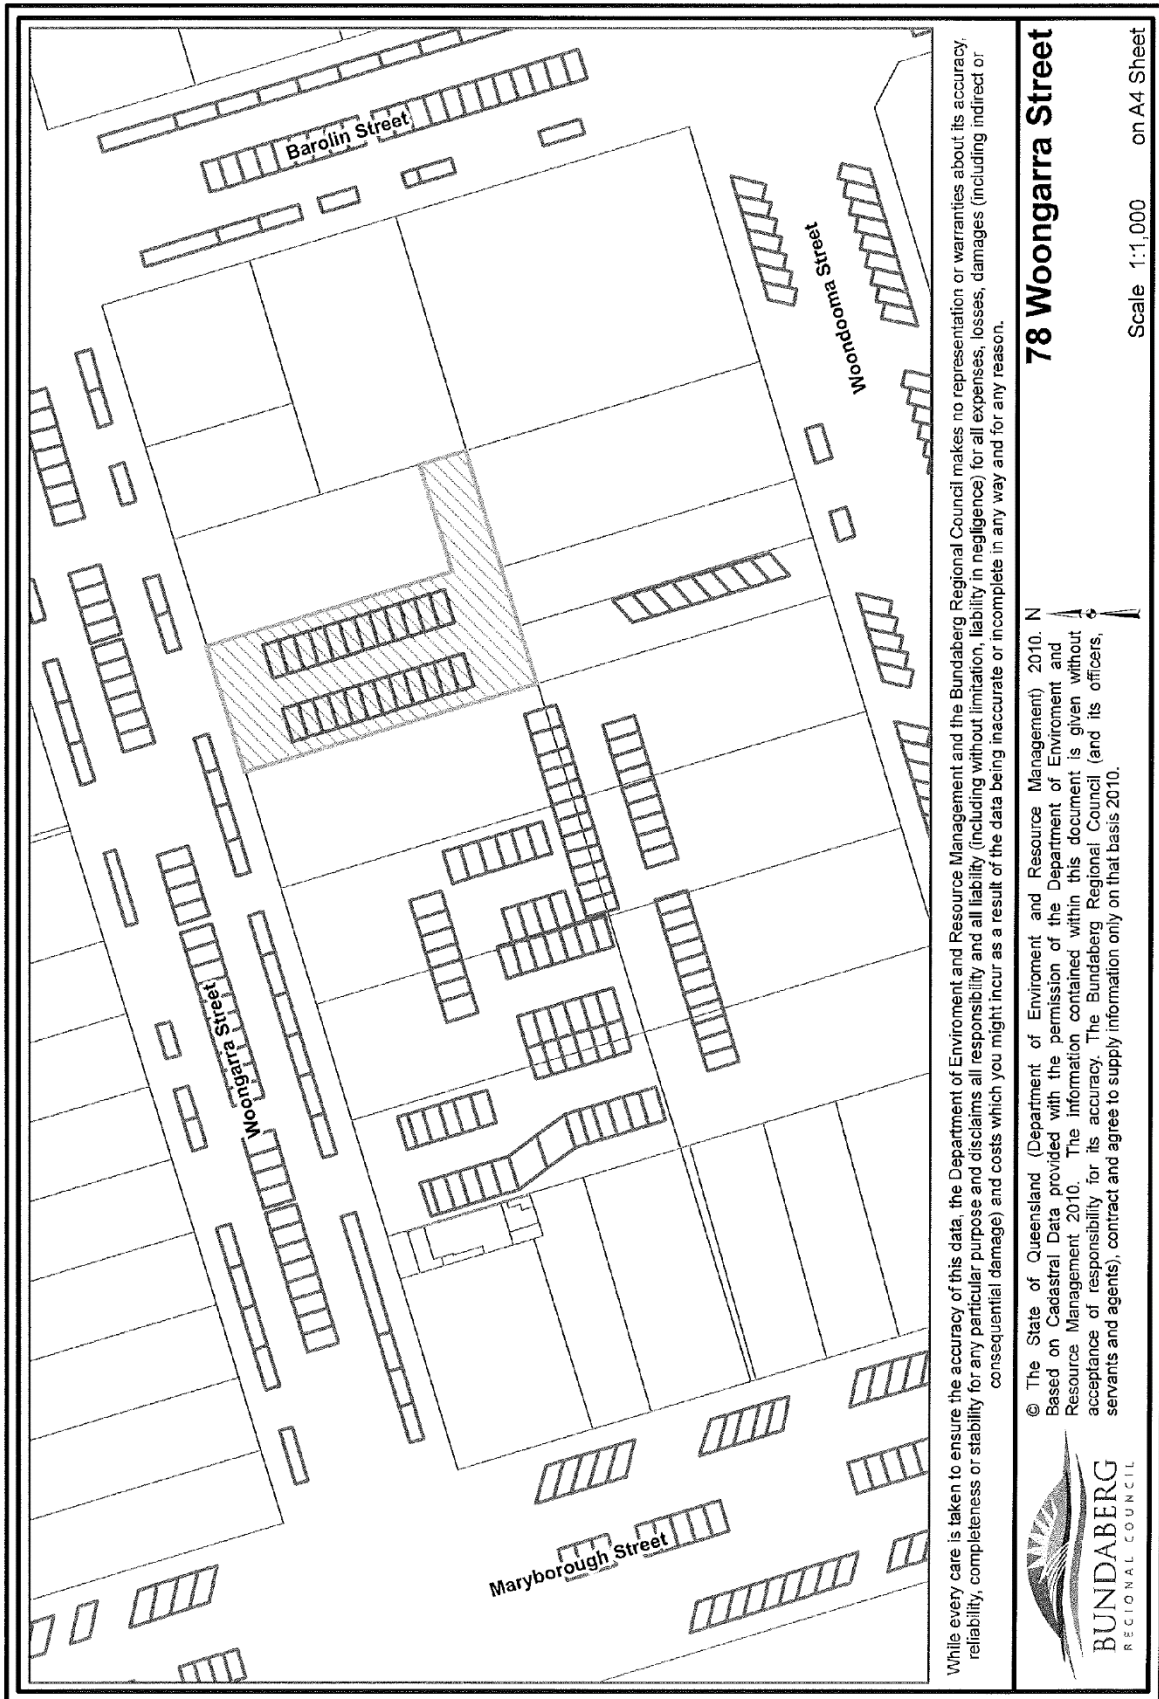 Barolin Street
Woongarra Street
Woondooma Street
Maryborough Street
While every care is taken to ensure the accuracy of this data, the Department of Enviroment and Resource Management and the Bundaberg Regional Council makes no representation or warranties about its accuracy,
reliability, completeness or stability for any particular purpose and disclaims all responsibility and all liability (including without limitation, liability in negligence) for all expenses, losses, damages (including indirect or
consequential damage) and costs which you might incur as a result of the data being inaccurate or incomplete in any way and for any reason.
BUNDABERG
REGIONAL COUNCIL
© The State of Queensland (Department of Enviroment and Resource Management) 2010.
Based on Cadastral Data provided with the permission of the Department of Enviroment and
Resource Management 2010. The information contained within this document is given without
acceptance of responsibility for its accuracy. The Bundaberg Regional Council (and its officers,
servants and agents), contract and agree to supply information only on that basis 2010.
N
78 Woongarra Street
Scale 1:1,000 on A4 Sheet